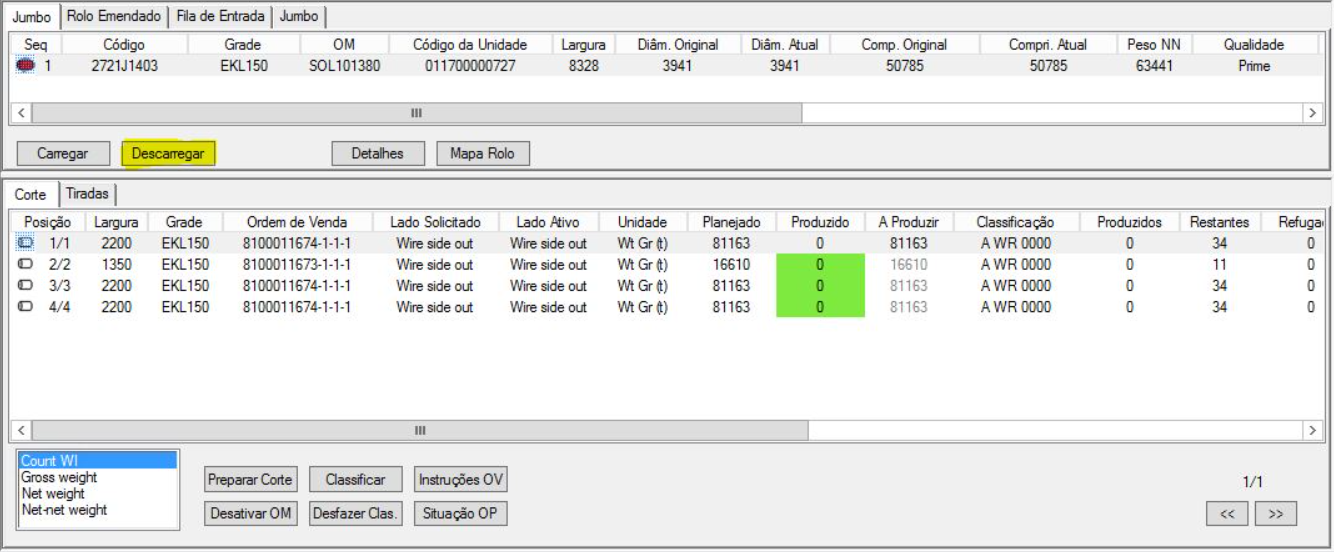 Jumbo Rolo Emendado Fila de Entrada Jumbo
Seq Código Grade OM Código da Unidade Largura Diâm. Original Diâm. Atual Comp. Original Compri. Atual Peso NN Qualidade
1 2721J1403 EKL150 SOL101380 011700000727 8328 3941 3941 50785 50785 63441 Prime
Carregar Descarregar Detalhes Mapa Rolo
Corte Tiradas
Posição Largura Grade Ordem de Venda Lado Solicitado Lado Ativo Unidade Planejado Produzido A Produzir Classificação Produzidos Restantes Refuga
1/1 2200 EKL150 8100011674-1-1-1 Wire side out Wire side out Wt Gr (t) 81163 0 81163 A WR 0000 0 34 0
2/2 1350 EKL150 8100011673-1-1-1 Wire side out Wire side out Wt Gr (t) 16610 0 16610 A WR 0000 0 11 0
3/3 2200 EKL150 8100011674-1-1-1 Wire side out Wire side out Wt Gr (t) 81163 0 81163 A WR 0000 0 34 0
4/4 2200 EKL150 8100011674-1-1-1 Wire side out Wire side out Wt Gr (t) 81163 0 81163 A WR 0000 0 34 0
Count WI
Gross weight
Net weight
Net-net weight
Preparar Corte Classificar Instruções OV
Desativar OM Desfazer Clas. Situação OP
1/1
<< >>